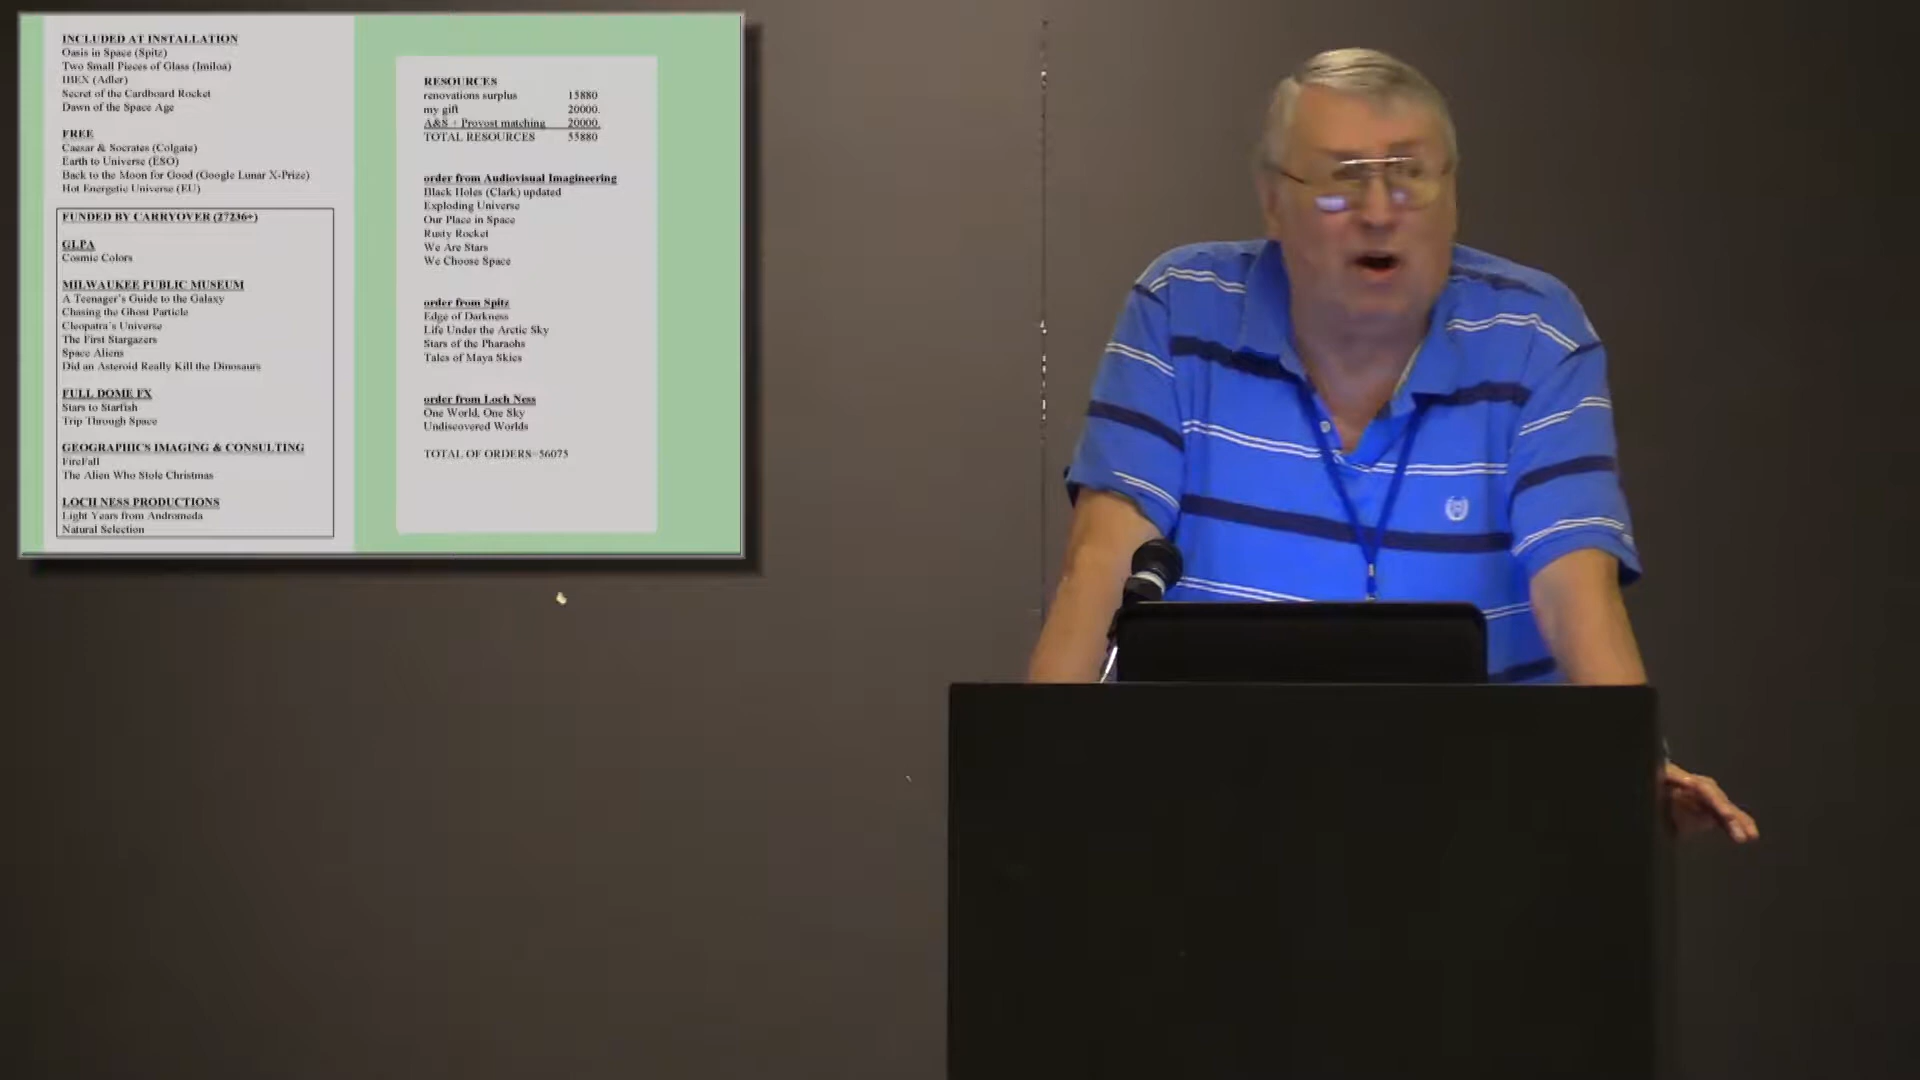 INCLUDED AT INSTALLATION
Oasis in Space (Spitz)
Two Small Pieces of Glass (Imiloa)
IBEX (Adler)
Secret of the Cardboard Rocket
Dawn of the Space Age
FREE
Caesar & Socrates (Colgate)
Earth to Universe (ESO)
Back to the Moon for Good (Google Lunar X-Prize)
Hot Energetic Universe (EU)
FUNDED BY CARRYOVER (27236+)
GLPA
Cosmic Colors
MILWAUKEE PUBLIC MUSEUM
A Teenager's Guide to the Galaxy
Chasing the Ghost Particle
Cleopatra's Universe
The First Stargazers
Space Aliens
Did an Asteroid Really Kill the Dinosaurs
FULL DOME FX
Stars to Starfish
Trip Through Space
GEOGRAPHICS IMAGING & CONSULTING
FireFall
The Alien Who Stole Christmas
LOCH NESS PRODUCTIONS
Light Years from Andromeda
Natural Selection
RESOURCES
renovations surplus 15880
my gift 20000.
A&S + Provost matching 20000.
TOTAL RESOURCES 55880
order from Audiovisual Imagineering
Black Holes (Clark) updated
Exploding Universe
Our Place in Space
Rusty Rocket
We Are Stars
We Choose Space
order from Spitz
Edge of Darkness
Life Under the Arctic Sky
Stars of the Pharaohs
Tales of Maya Skies
order from Loch Ness
One World, One Sky
Undiscovered Worlds
TOTAL OF ORDERS=56075